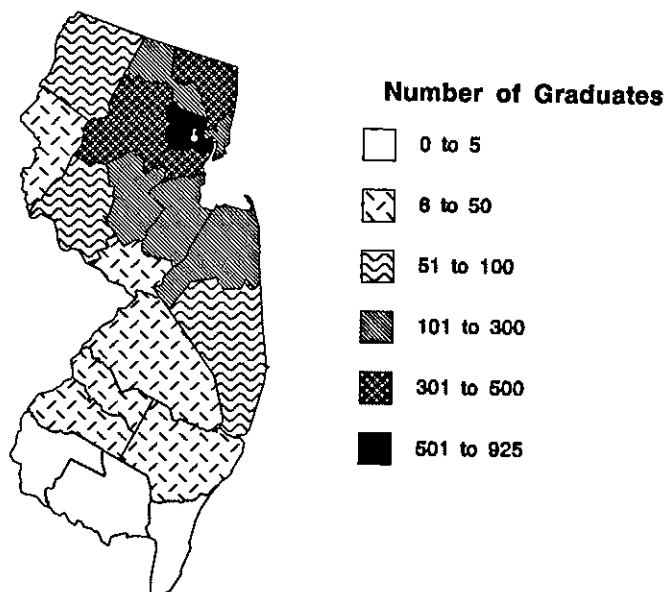 Number of Graduates
0 to 5
6 to 50
51 to 100
101 to 300
301 to 500
501 to 925